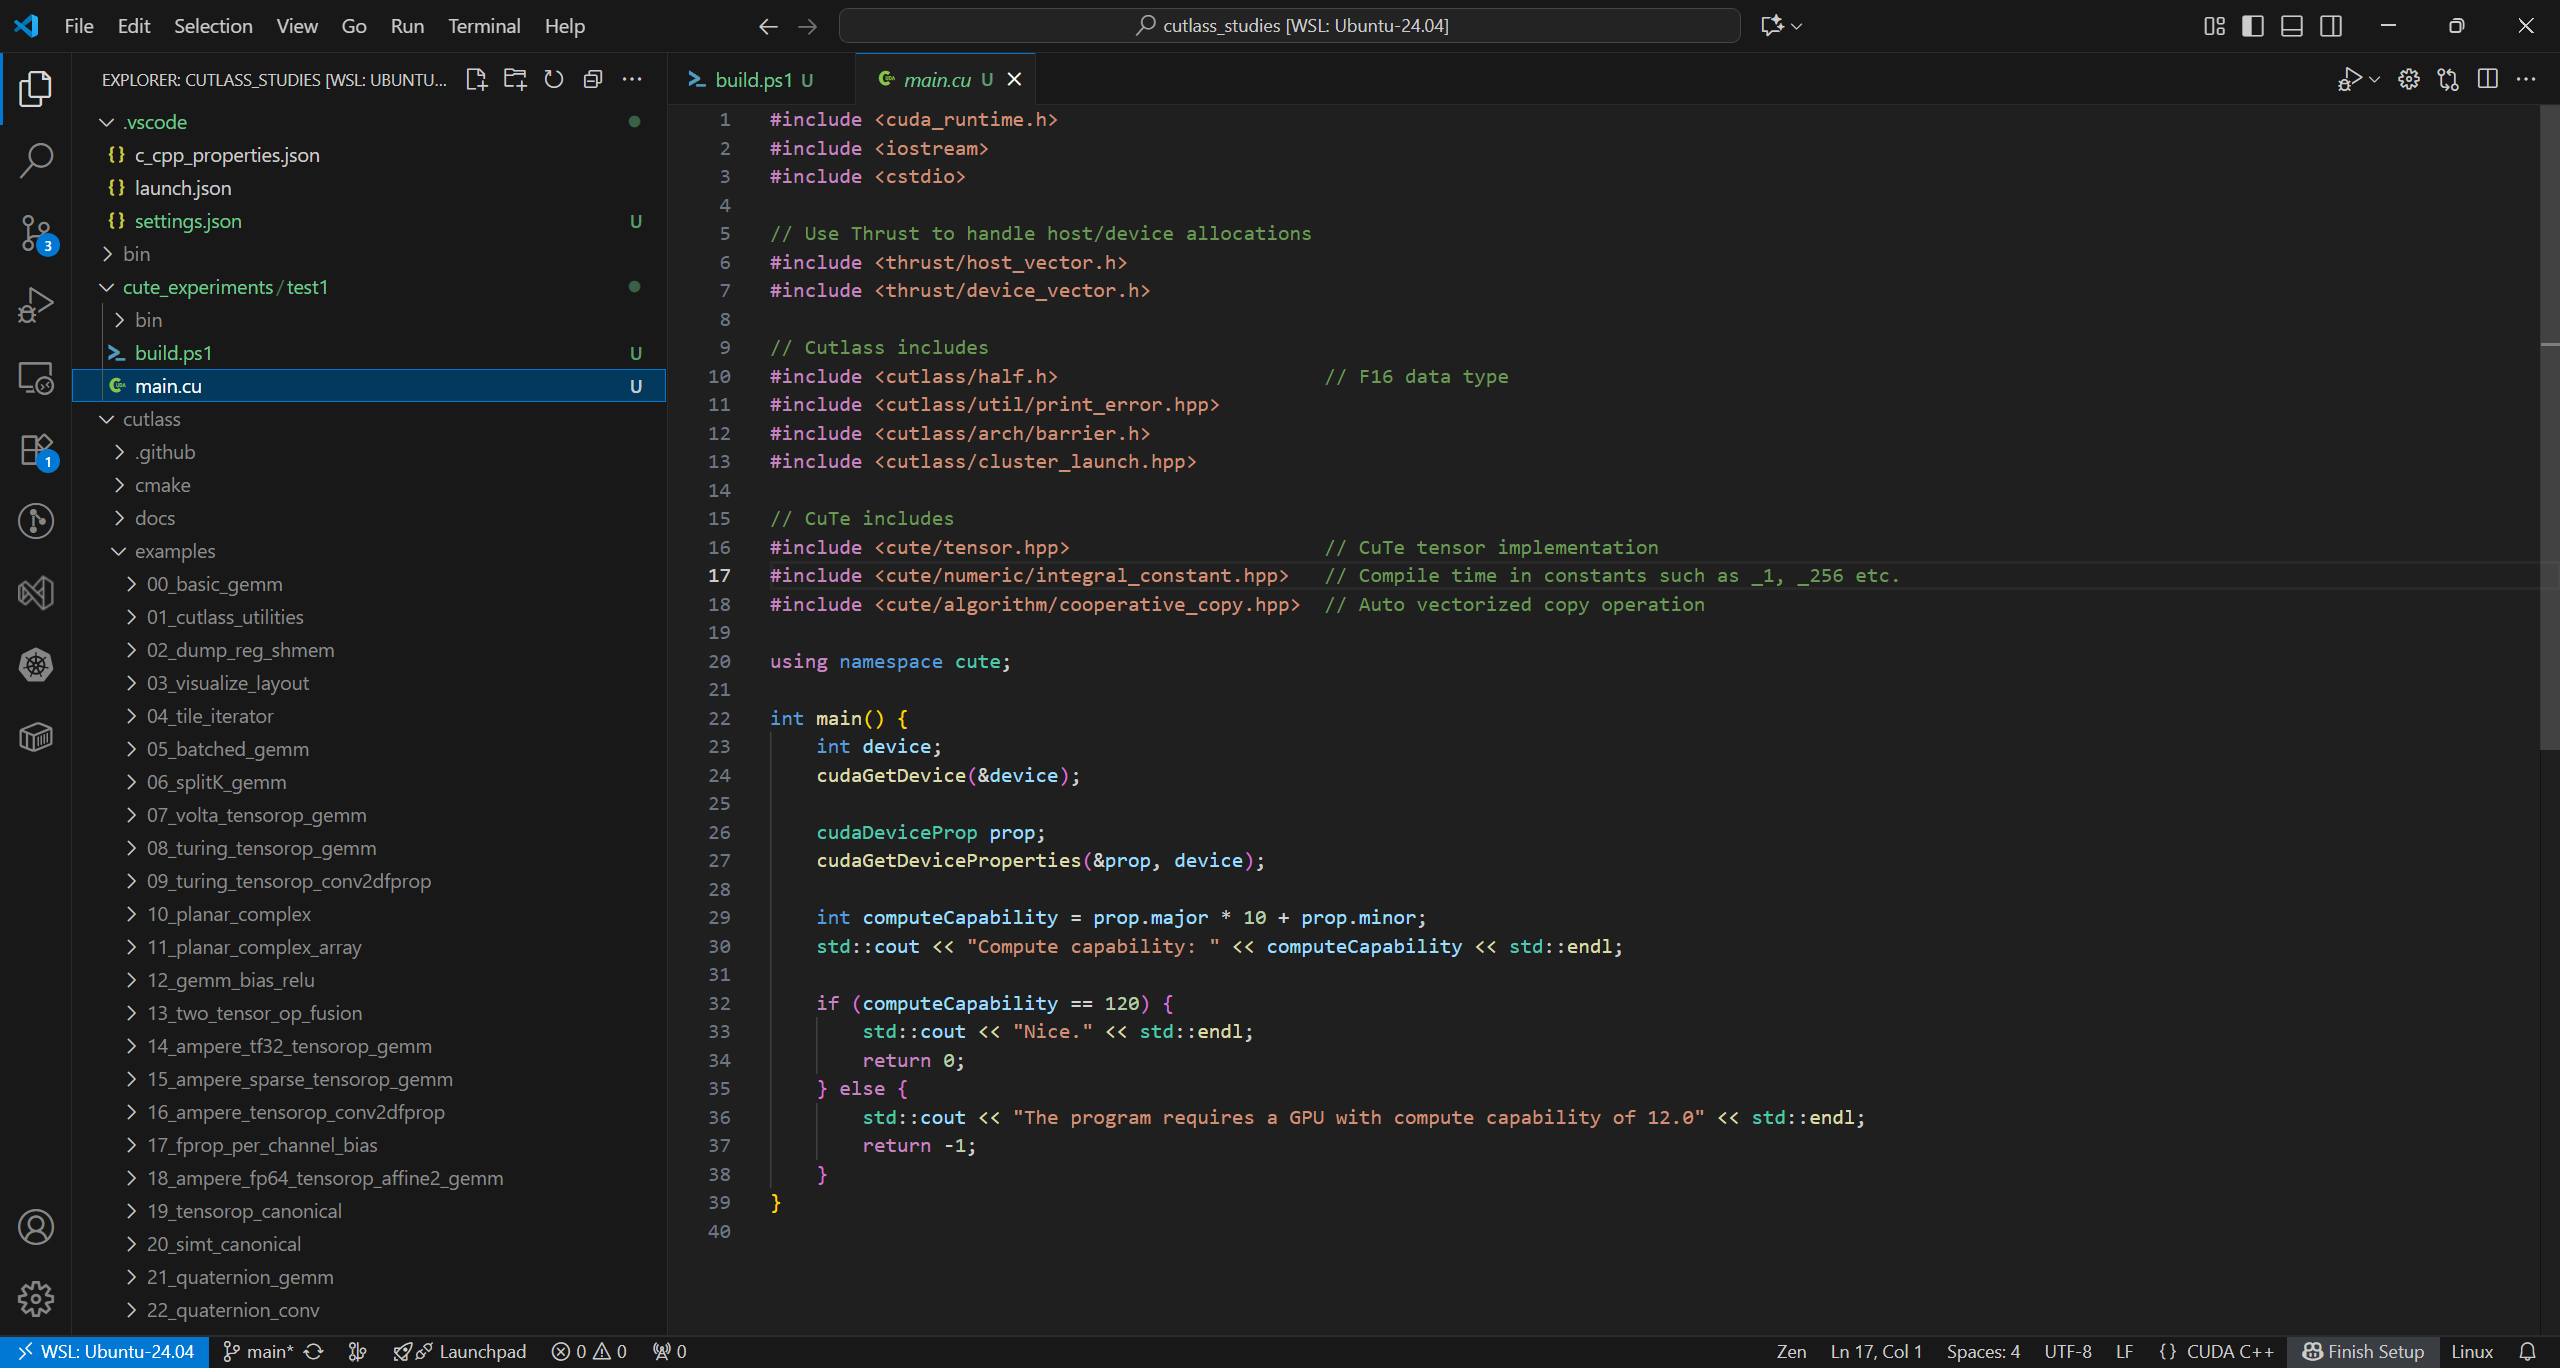 File Edit Selection View Go Run Terminal Help
cutlass_studies [WSL: Ubuntu-24.04]
EXPLORER: CUTLASS_STUDIES [WSL: UBUNTU...
.vscode
{} c_cpp_properties.json
{} launch.json
{} settings.json U
bin
cute_experiments/test1
bin
build.ps1 U
main.cu U
cutlass
.github
cmake
docs
examples
00_basic_gemm
01_cutlass_utilities
02_dump_reg_shmem
03_visualize_layout
04_tile_iterator
05_batched_gemm
06_splitK_gemm
07_volta_tensorop_gemm
08_turing_tensorop_gemm
09_turing_tensorop_conv2dfprop
10_planar_complex
11_planar_complex_array
12_gemm_bias_relu
13_two_tensor_op_fusion
14_ampere_tf32_tensorop_gemm
15_ampere_sparse_tensorop_gemm
16_ampere_tensorop_conv2dfprop
17_fprop_per_channel_bias
18_ampere_fp64_tensorop_affine2_gemm
19_tensorop_canonical
20_simt_canonical
21_quaternion_gemm
22_quaternion_conv
3
1
build.ps1 U main.cu U
1 #include <cuda_runtime.h>
2 #include <iostream>
3 #include <cstdio>
4
5 // Use Thrust to handle host/device allocations
6 #include <thrust/host_vector.h>
7 #include <thrust/device_vector.h>
8
9 // Cutlass includes
10 #include <cutlass/half.h> // F16 data type
11 #include <cutlass/util/print_error.hpp>
12 #include <cutlass/arch/barrier.h>
13 #include <cutlass/cluster_launch.hpp>
14
15 // CuTe includes
16 #include <cute/tensor.hpp> // CuTe tensor implementation
17 #include <cute/numeric/integral_constant.hpp> // Compile time in constants such as _1, _256 etc.
18 #include <cute/algorithm/cooperative_copy.hpp> // Auto vectorized copy operation
19
20 using namespace cute;
21
22 int main() {
23 int device;
24 cudaGetDevice(&device);
25
26 cudaDeviceProp prop;
27 cudaGetDeviceProperties(&prop, device);
28
29 int computeCapability = prop.major * 10 + prop.minor;
30 std::cout << "Compute capability: " << computeCapability << std::endl;
31
32 if (computeCapability == 120) {
33 std::cout << "Nice." << std::endl;
34 return 0;
35 } else {
36 std::cout << "The program requires a GPU with compute capability of 12.0" << std::endl;
37 return -1;
38 }
39 }
40
WSL: Ubuntu-24.04 main* Launchpad 0 0 0 Zen Ln 17, Col 1 Spaces: 4 UTF-8 LF {} CUDA C++ Finish Setup Linux